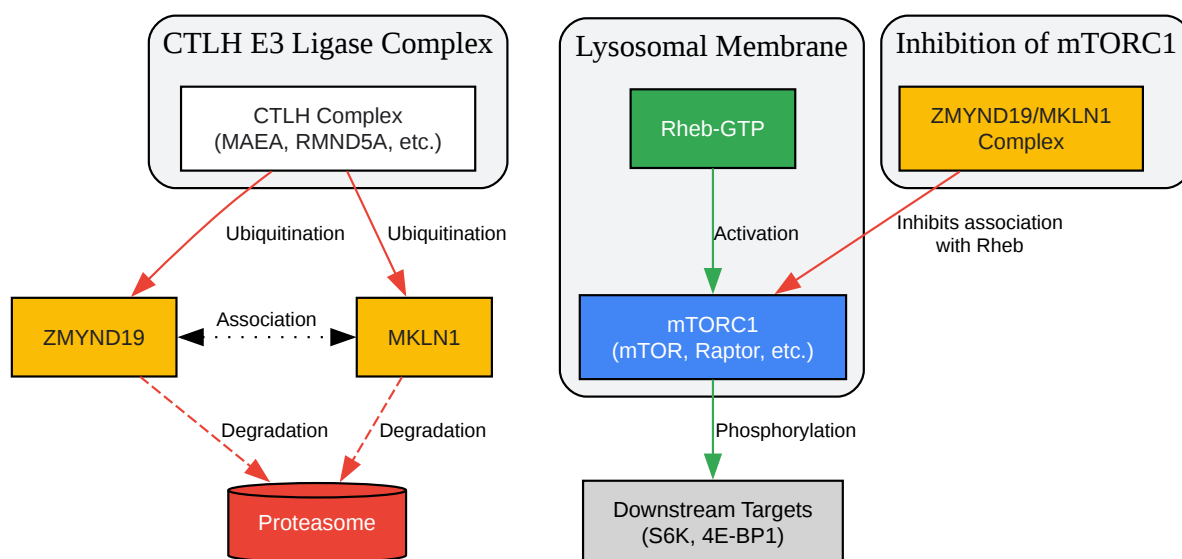 CTLH E3 Ligase Complex
CTLH Complex
(MAEA, RMND5A, etc.)
Ubiquitination
Ubiquitination
ZMYND19
Association
MKLN1
Degradation
Degradation
Proteasome
Lysosomal Membrane
Rheb-GTP
Activation
mTORC1
(mTOR, Raptor, etc.)
Phosphorylation
Downstream Targets
(S6K, 4E-BP1)
Inhibition of mTORC1
ZMYND19/MKLN1
Complex
Inhibits association
with Rheb